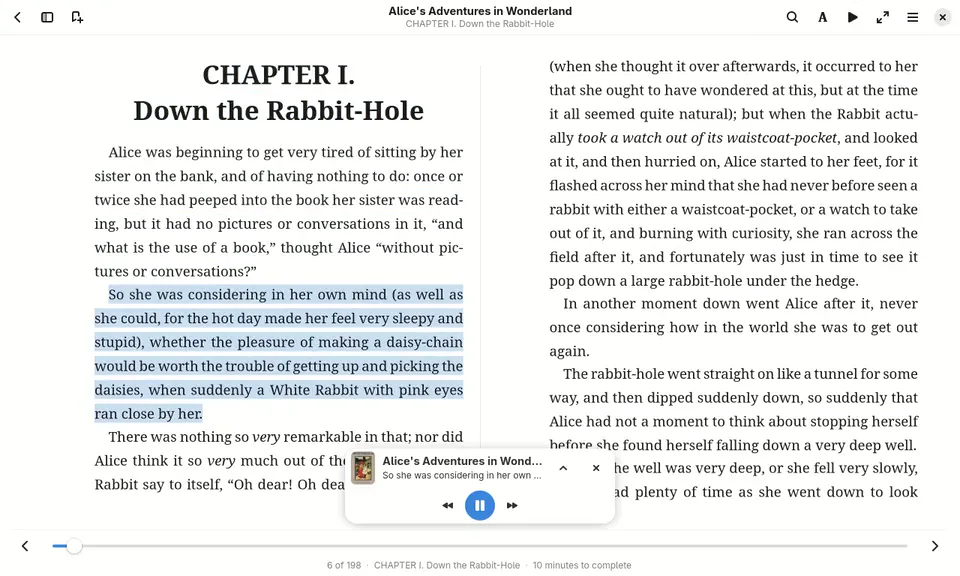 Alice's Adventures in Wonderland
CHAPTER I. Down the Rabbit-Hole
A
CHAPTER I.
Down the Rabbit-Hole
Alice was beginning to get very tired of sitting by her
sister on the bank, and of having nothing to do: once or
twice she had peeped into the book her sister was read-
ing, but it had no pictures or conversations in it, “and
what is the use of a book,” thought Alice “without pic-
tures or conversations?”
So she was considering in her own mind (as well as
she could, for the hot day made her feel very sleepy and
stupid), whether the pleasure of making a daisy-chain
would be worth the trouble of getting up and picking the
daisies, when suddenly a White Rabbit with pink eyes
ran close by her.
There was nothing so very remarkable in that; nor did
Alice think it so very much out of the
Rabbit say to itself, “Oh dear! Oh dea
(when she thought it over afterwards, it occurred to her
that she ought to have wondered at this, but at the time
it all seemed quite natural); but when the Rabbit actu-
ally took a watch out of its waistcoat-pocket, and looked
at it, and then hurried on, Alice started to her feet, for it
flashed across her mind that she had never before seen a
rabbit with either a waistcoat-pocket, or a watch to take
out of it, and burning with curiosity, she ran across the
field after it, and fortunately was just in time to see it
pop down a large rabbit-hole under the hedge.
In another moment down went Alice after it, never
once considering how in the world she was to get out
again.
The rabbit-hole went straight on like a tunnel for some
way, and then dipped suddenly down, so suddenly that
Alice had not a moment to think about stopping herself
before she found herself falling down a very deep well.
he well was very deep, or she fell very slowly,
ad plenty of time as she went down to look
Alice's Adventures in Wond...
So she was considering in her own ...
6 of 198 · CHAPTER I. Down the Rabbit-Hole · 10 minutes to complete